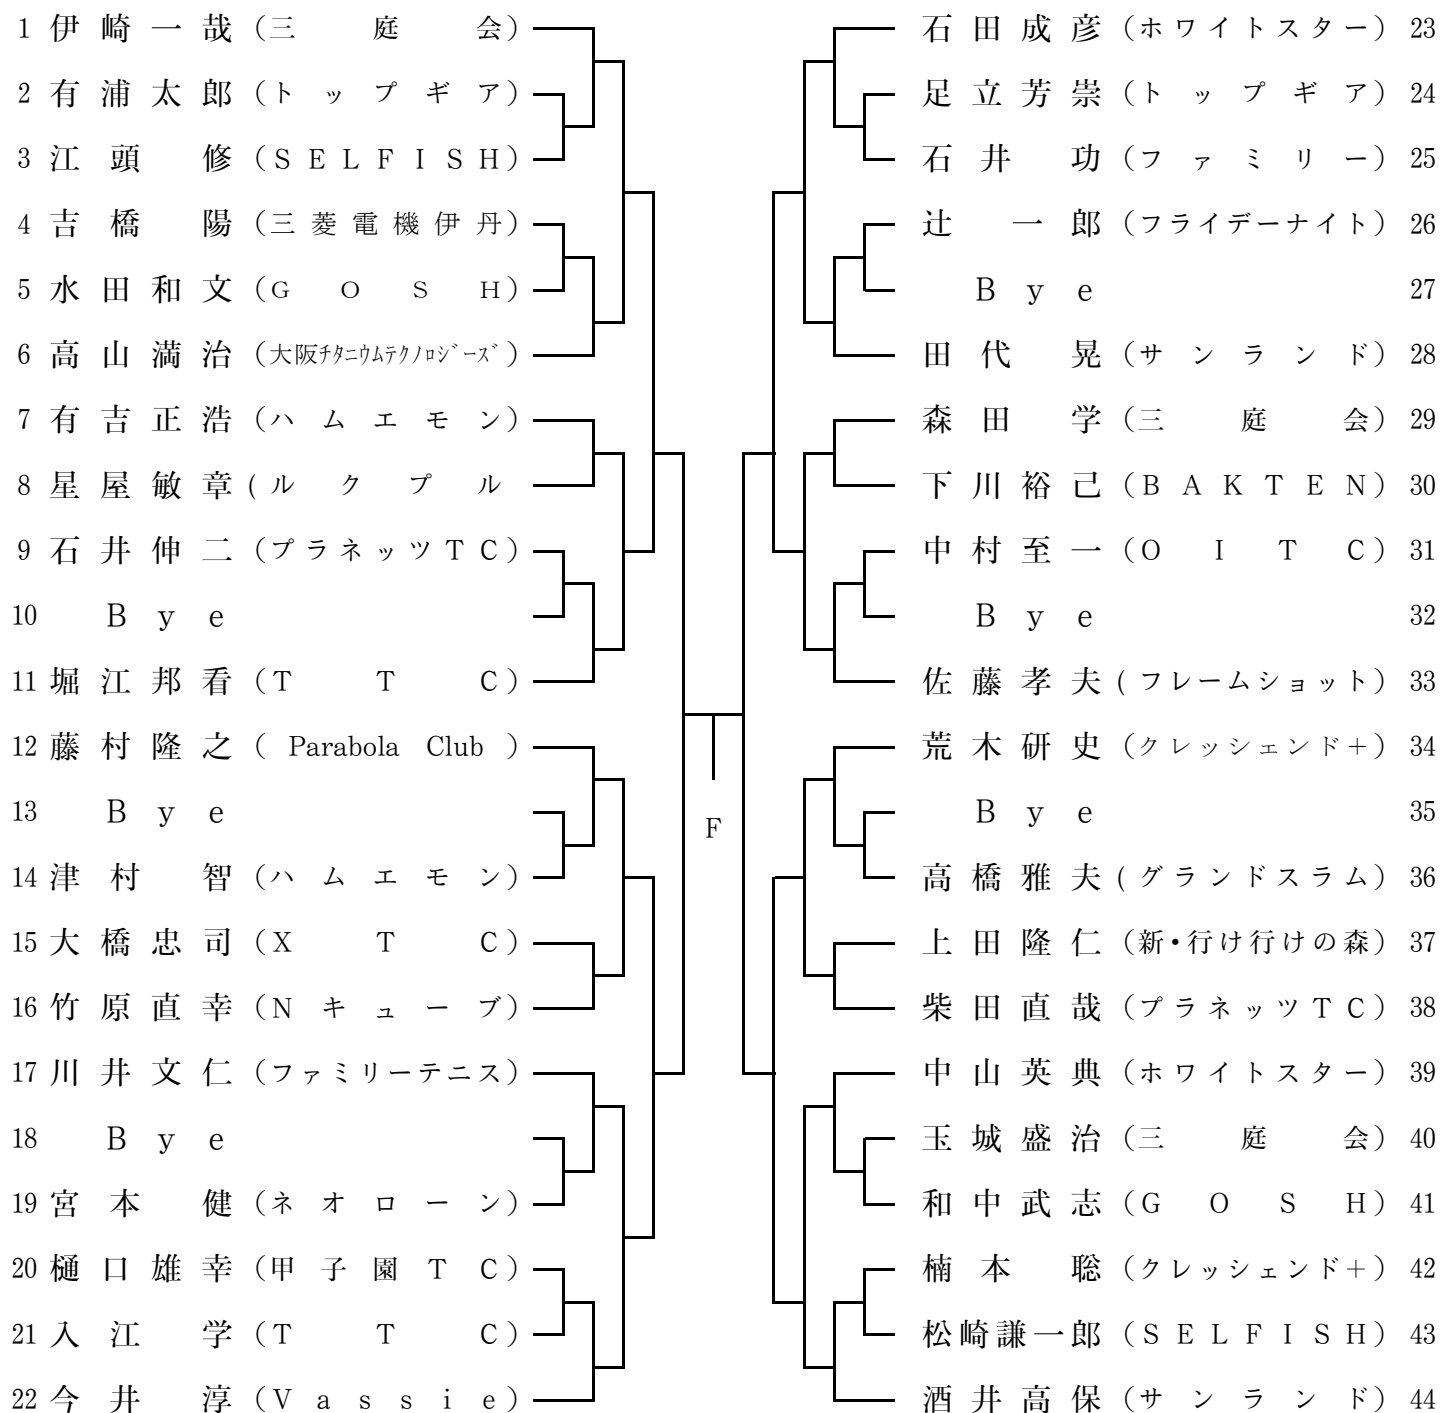 1 伊崎一哉 (三庭会)
2 有浦太郎 (トップギア)
3 江頭修 (SELFISH)
4 吉橋陽 (三菱電機伊丹)
5 水田和文 (GOSH)
6 高山満治 (大阪ﾁﾀﾆｳﾑﾃｸﾉﾛｼﾞｰｽﾞ)
7 有吉正浩 (ハムエモン)
8 星屋敏章 (ルクプル
9 石井伸二 (プラネッツTC)
10 Bye
11 堀江邦看 (TTC)
12 藤村隆之 ( Parabola Club )
13 Bye
14 津村智 (ハムエモン)
15 大橋忠司 (XTC)
16 竹原直幸 (Nキューブ)
17 川井文仁 (ファミリーテニス)
18 Bye
19 宮本健 (ネオローン)
20 樋口雄幸 (甲子園TC)
21 入江学 (TTC)
22 今井淳 (Vassie)
F
石田成彦 (ホワイトスター) 23
足立芳崇 (トップギア) 24
石井功 (ファミリー) 25
辻一郎 (フライデーナイト) 26
Bye 27
田代晃 (サンランド) 28
森田学 (三庭会) 29
下川裕己 (BAKTEN) 30
中村至一 (OITC) 31
Bye 32
佐藤孝夫 (フレームショット) 33
荒木研史 (クレッシェンド+) 34
Bye 35
高橋雅夫 (グランドスラム) 36
上田隆仁 (新・行け行けの森) 37
柴田直哉 (プラネッツTC) 38
中山英典 (ホワイトスター) 39
玉城盛治 (三庭会) 40
和中武志 (GOSH) 41
楠本聡 (クレッシェンド+) 42
松崎謙一郎 (SELFISH) 43
酒井高保 (サンランド) 44